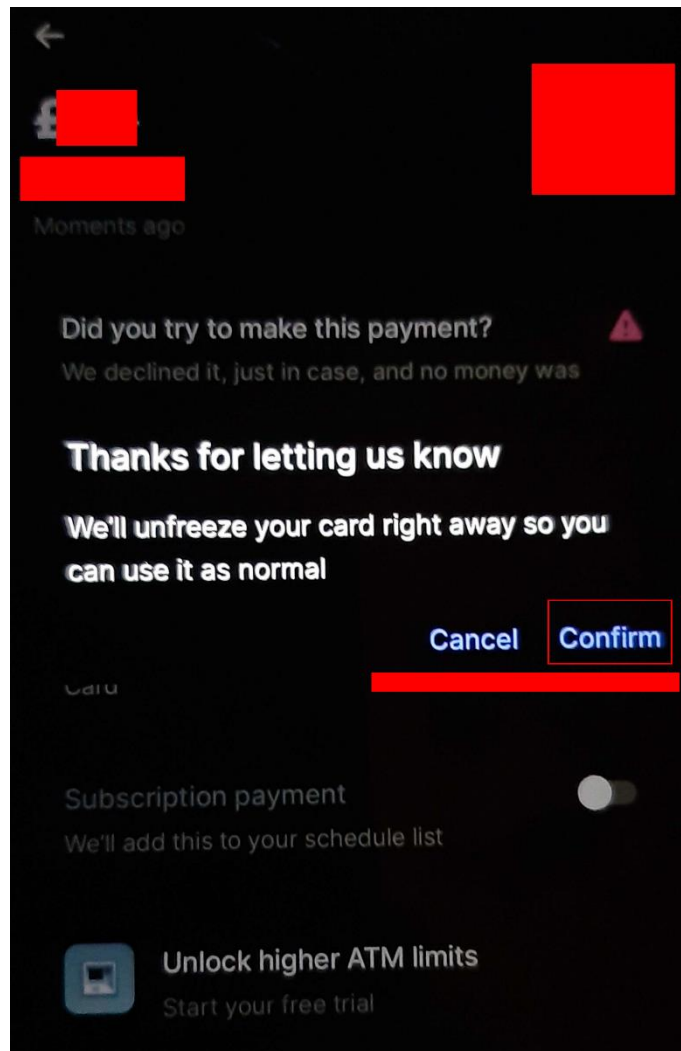 £
Moments ago
Did you try to make this payment?
We declined it, just in case, and no money was
Thanks for letting us know
We'll unfreeze your card right away so you
can use it as normal
Cancel Confirm
Card
Subscription payment
We'll add this to your schedule list
Unlock higher ATM limits
Start your free trial